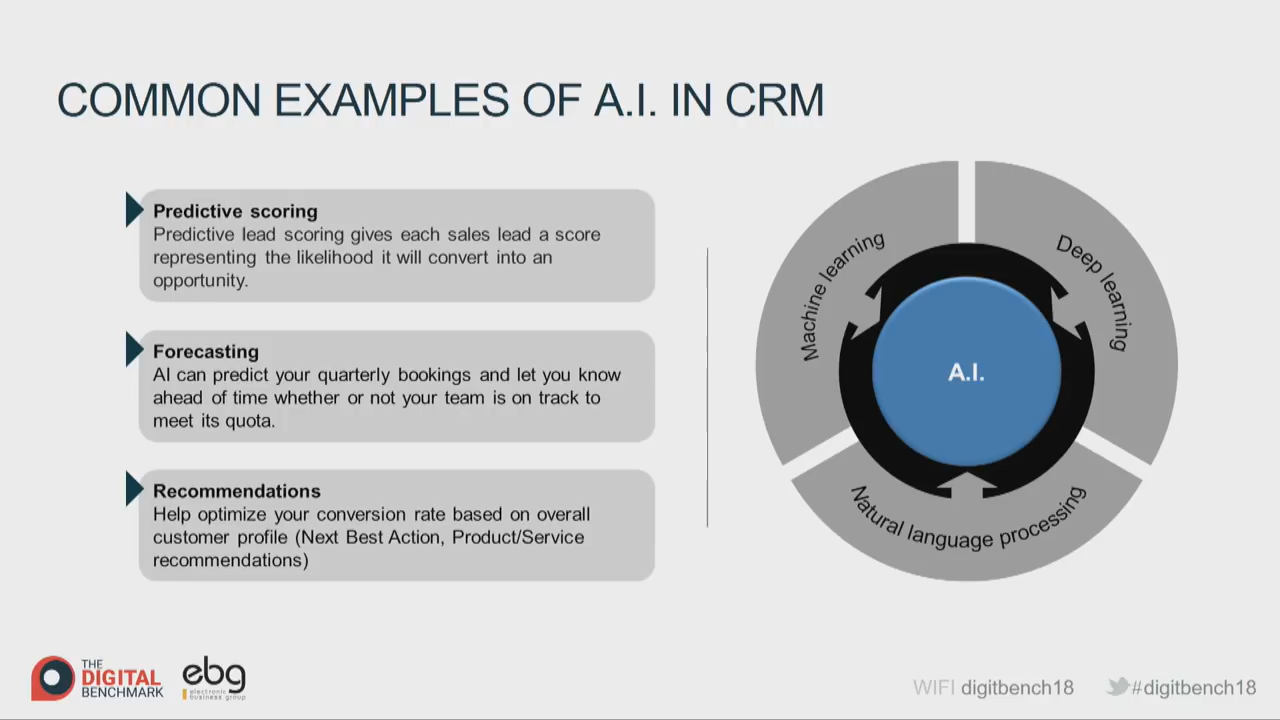 COMMON EXAMPLES OF A.I. IN CRM
Predictive scoring
Predictive lead scoring gives each sales lead a score
representing the likelihood it will convert into an
opportunity.
Forecasting
AI can predict your quarterly bookings and let you know
ahead of time whether or not your team is on track to
meet its quota.
Recommendations
Help optimize your conversion rate based on overall
customer profile (Next Best Action, Product/Service
recommendations)
Machine learning
Deep learning
A.I.
Natural language processing
THE
DIGITAL
BENCHMARK
ebg
electronic
business group
WIFI digitbench18
#digitbench18